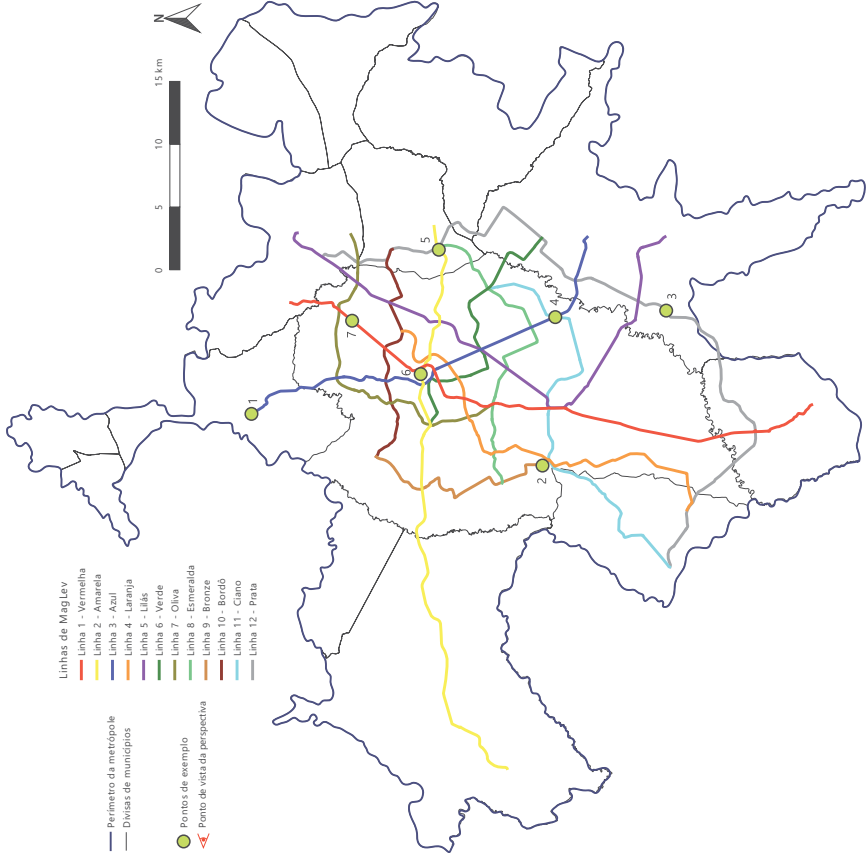 Linhas de MagLev
Linha 1 - Vermelha
Linha 2 - Amarela
Linha 3 - Azul
Linha 4 - Laranja
Linha 5 - Lilás
Linha 6 - Verde
Linha 7 - Oliva
Linha 8 - Esmeralda
Linha 9 - Bronze
Linha 10 - Bordô
Linha 11 - Ciano
Linha 12 - Prata
Perímetro da metrópole
Divisas de municípios
Pontos de exemplo
Ponto de vista da perspectiva
0 5 10 15 km
N
1
2
3
4
5
6
7